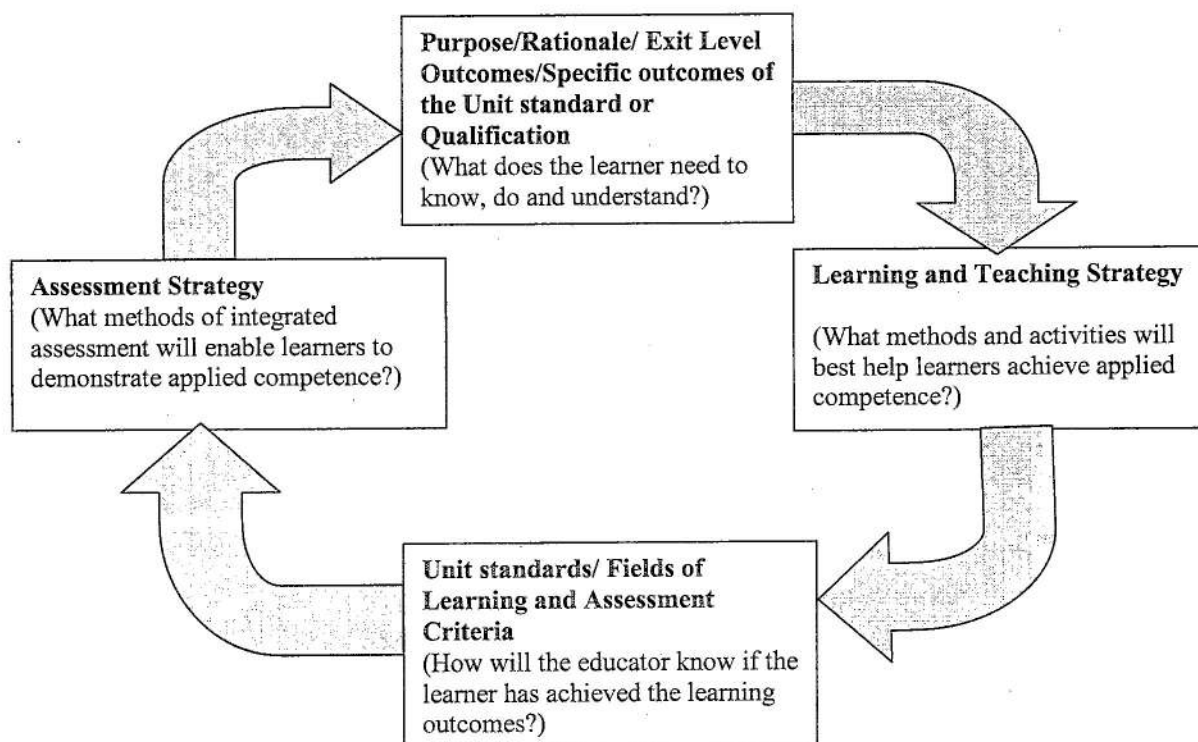 Purpose/Rationale/ Exit Level
Outcomes/Specific outcomes of
the Unit standard or
Qualification
(What does the learner need to
know, do and understand?)
Learning and Teaching Strategy
(What methods and activities will
best help learners achieve applied
competence?)
Unit standards/ Fields of
Learning and Assessment
Criteria
(How will the educator know if the
learner has achieved the learning
outcomes?)
Assessment Strategy
(What methods of integrated
assessment will enable learners to
demonstrate applied competence?)